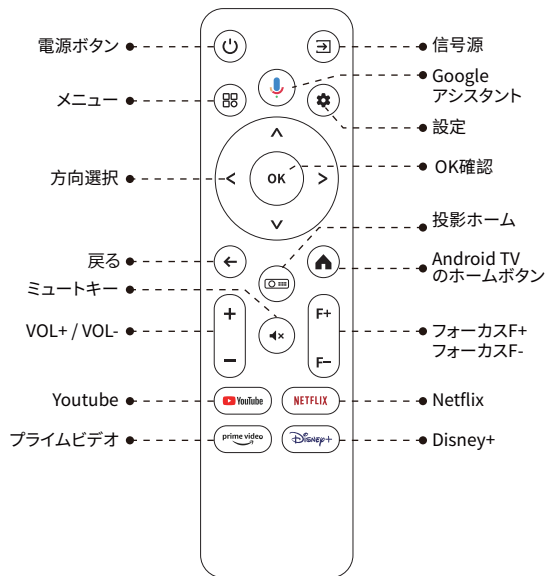 電源ボタン
信号源
Google
アシスタント
メニュー
設定
方向選択
OK
OK確認
投影ホーム
戻る
Android TV
のホームボタン
ミュートキー
VOL+ / VOL-
+
−
F+
F−
フォーカスF+
フォーカスF-
Youtube
YouTube
NETFLIX
Netflix
プライムビデオ
prime video
Disney+
Disney+